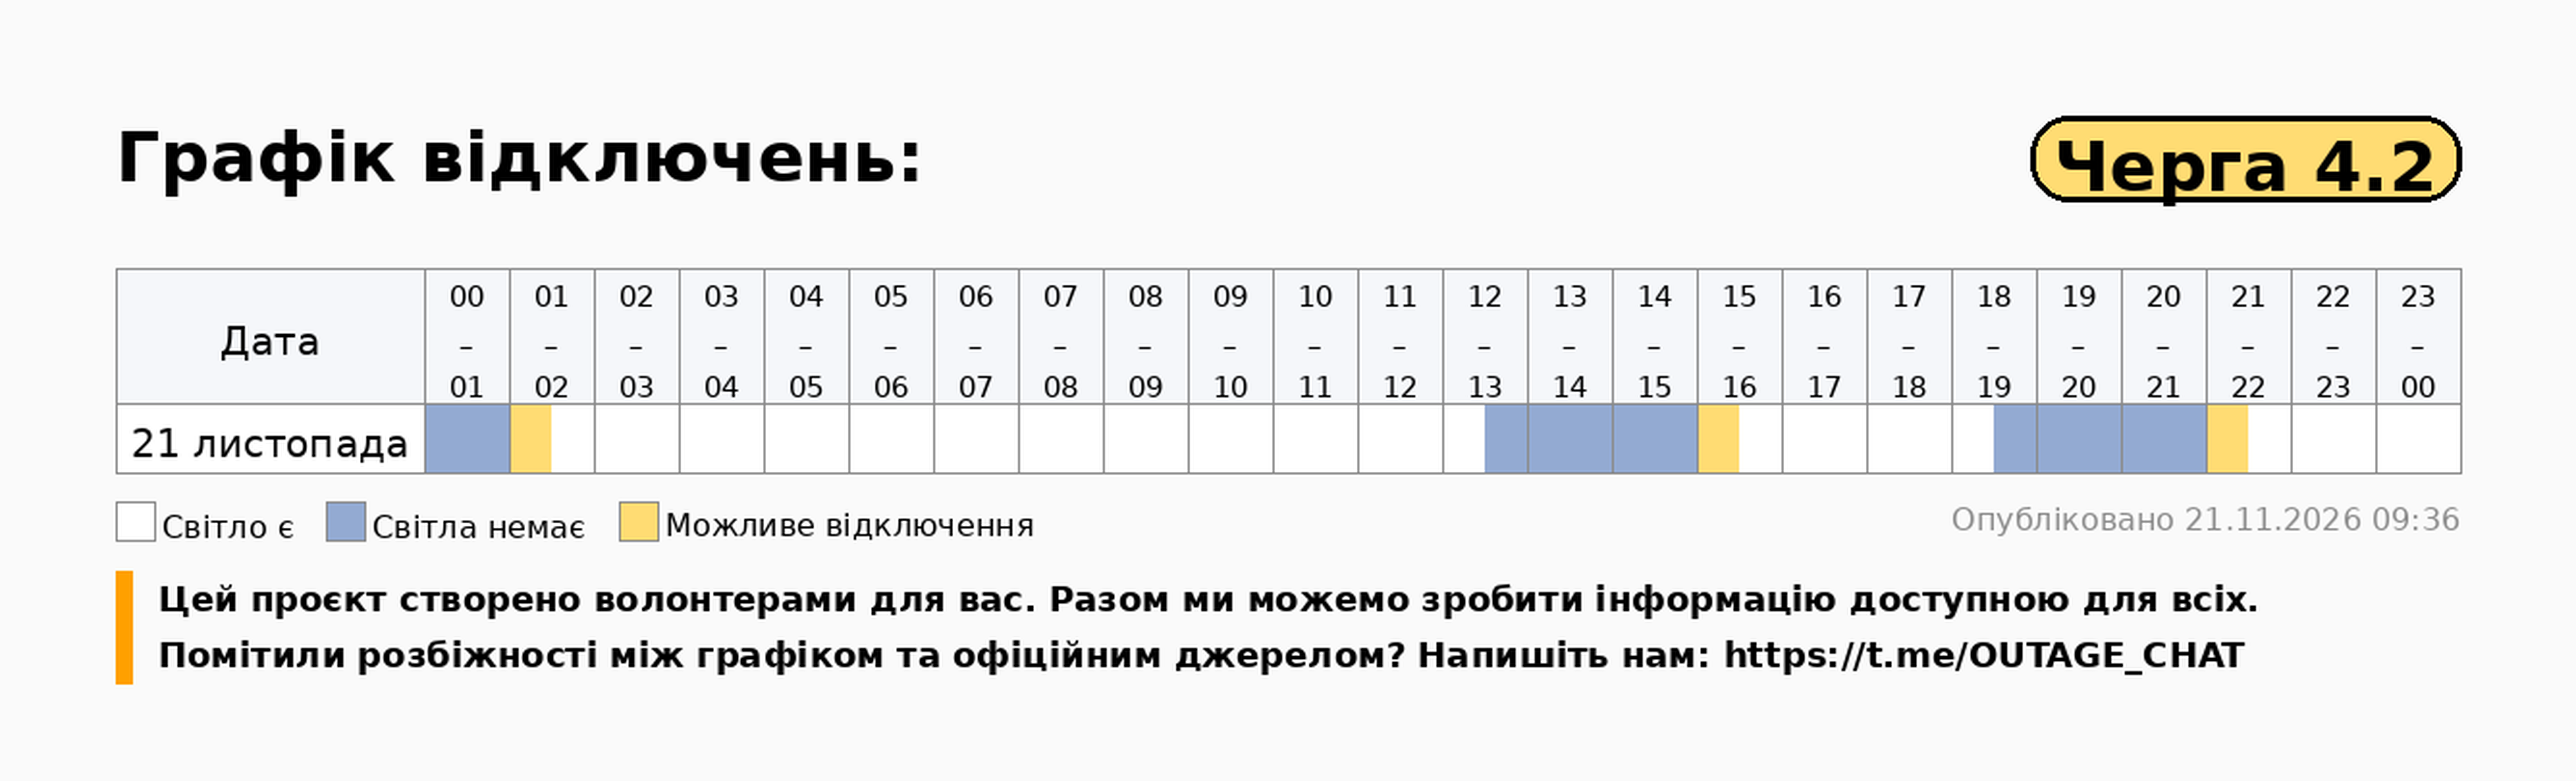 Графік відключень:
Черга 4.2
Дата 00 – 01 01 – 02 02 – 03 03 – 04 04 – 05 05 – 06 06 – 07 07 – 08 08 – 09 09 – 10 10 – 11 11 – 12 12 – 13 13 – 14 14 – 15 15 – 16 16 – 17 17 – 18 18 – 19 19 – 20 20 – 21 21 – 22 22 – 23 23 – 00
21 листопада
Світло є Світла немає Можливе відключення
Опубліковано 21.11.2026 09:36
Цей проєкт створено волонтерами для вас. Разом ми можемо зробити інформацію доступною для всіх.
Помітили розбіжності між графіком та офіційним джерелом? Напишіть нам: https://t.me/OUTAGE_CHAT